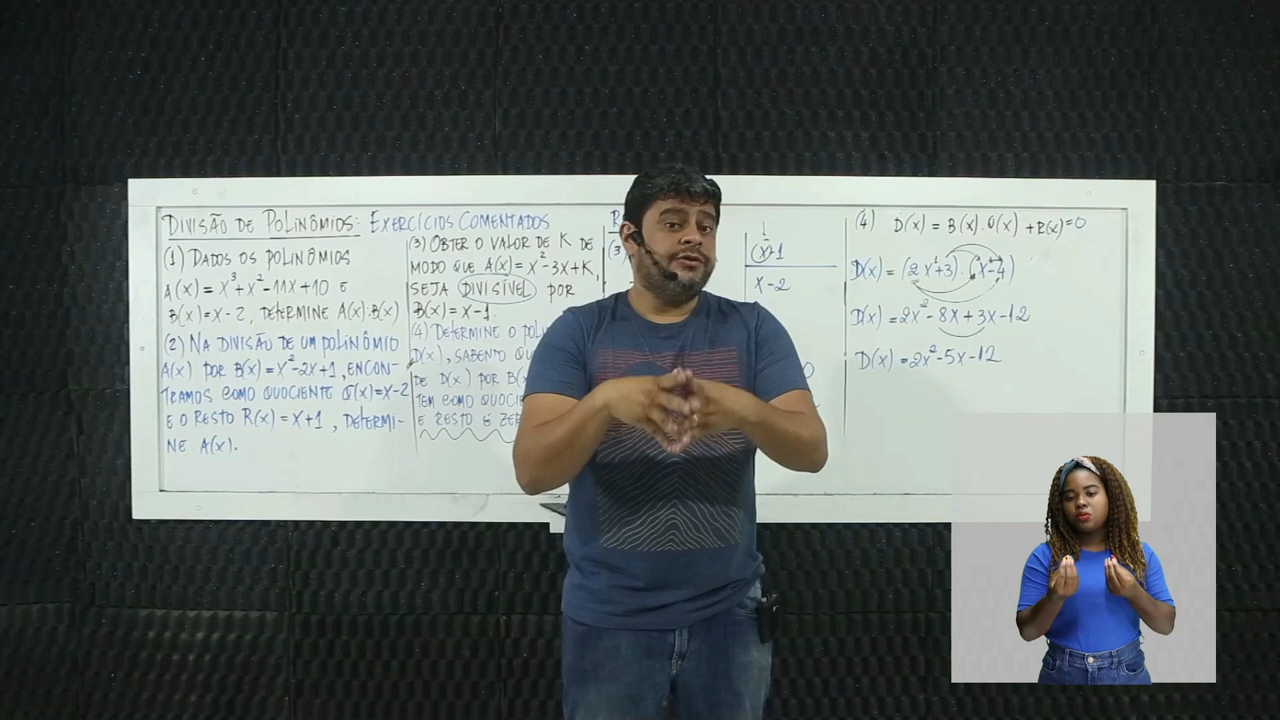 DIVISÃO DE POLINÔMIOS: EXERCÍCIOS COMENTADOS
(1) DADOS OS POLINÔMIOS
A(x) = x³+x²-11x+10 E
B(x)=x-2, DETERMINE A(x):B(x)
(2) NA DIVISÃO DE UM POLINÔMIO
A(x) POR B(x)=x²-2x+1, ENCON-
TRAMOS COMO QUOCIENTE Q(x)=x-2
E O RESTO R(x)=x+1, DETERMI-
NE A(x).
(3) OBTER O VALOR DE K DE
MODO QUE A(x)=x²-3x+K,
SEJA DIVISÍVEL POR
B(x)=x-1
(4) DETERMINE O
D(x), SABENDO
DE D(x) POR
TEM COMO
E RESTO É
(3
x-1
x-2
0
(4) D(x) = B(x).Q(x) +R(x)=0
D(x) = (2x+3).(x-4)
D(x) = 2x²-8x+3x-12
D(x) = 2x²-5x-12